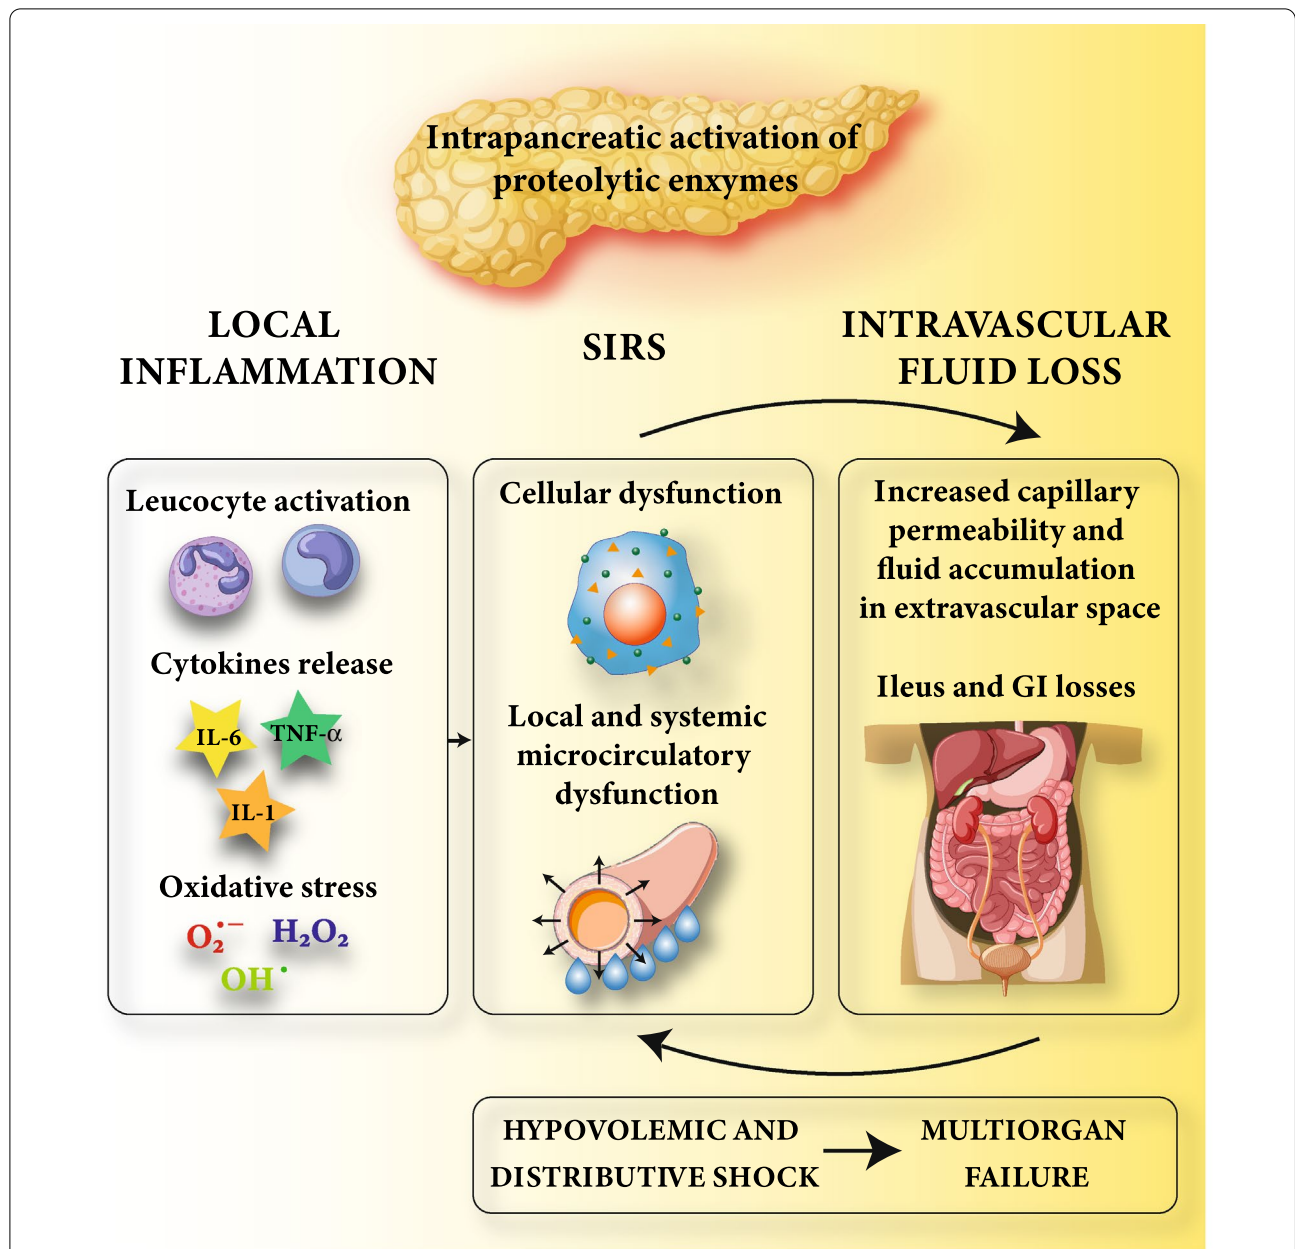 Intrapancreatic activation of
proteolytic enxymes
LOCAL
INFLAMMATION
SIRS
INTRAVASCULAR
FLUID LOSS
Leucocyte activation
Cytokines release
IL-6
TNF-α
IL-1
Oxidative stress
O₂•−
H₂O₂
OH•
Cellular dysfunction
Local and systemic
microcirculatory
dysfunction
Increased capillary
permeability and
fluid accumulation
in extravascular space
Ileus and GI losses
HYPOVOLEMIC AND
DISTRIBUTIVE SHOCK
MULTIORGAN
FAILURE